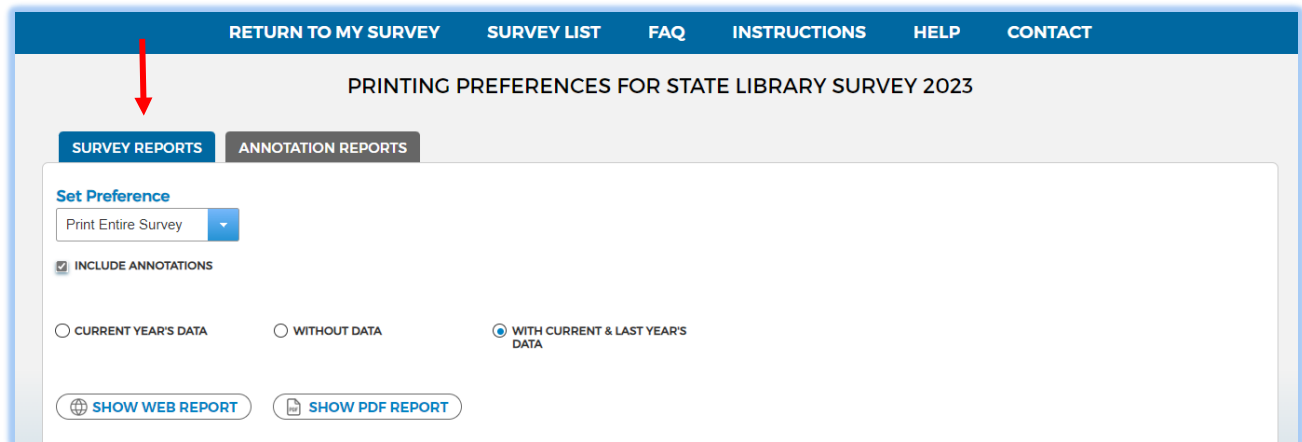 RETURN TO MY SURVEY SURVEY LIST FAQ INSTRUCTIONS HELP CONTACT
PRINTING PREFERENCES FOR STATE LIBRARY SURVEY 2023
SURVEY REPORTS ANNOTATION REPORTS
Set Preference
Print Entire Survey
INCLUDE ANNOTATIONS
CURRENT YEAR'S DATA WITHOUT DATA WITH CURRENT & LAST YEAR'S
DATA
SHOW WEB REPORT PDF SHOW PDF REPORT